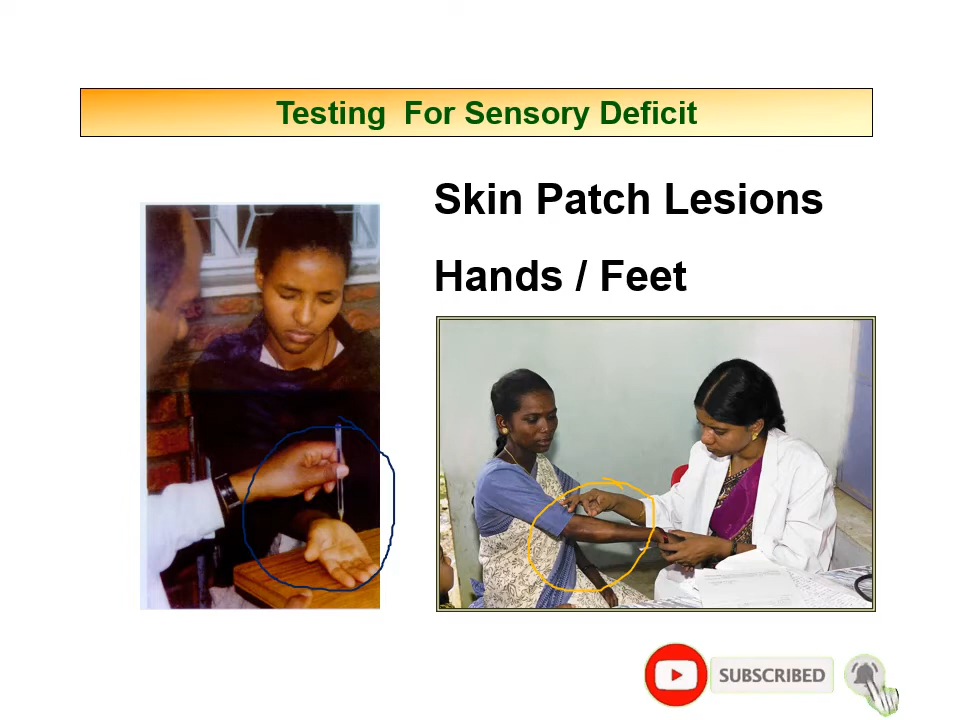 Testing For Sensory Deficit
Skin Patch Lesions
Hands / Feet
SUBSCRIBED